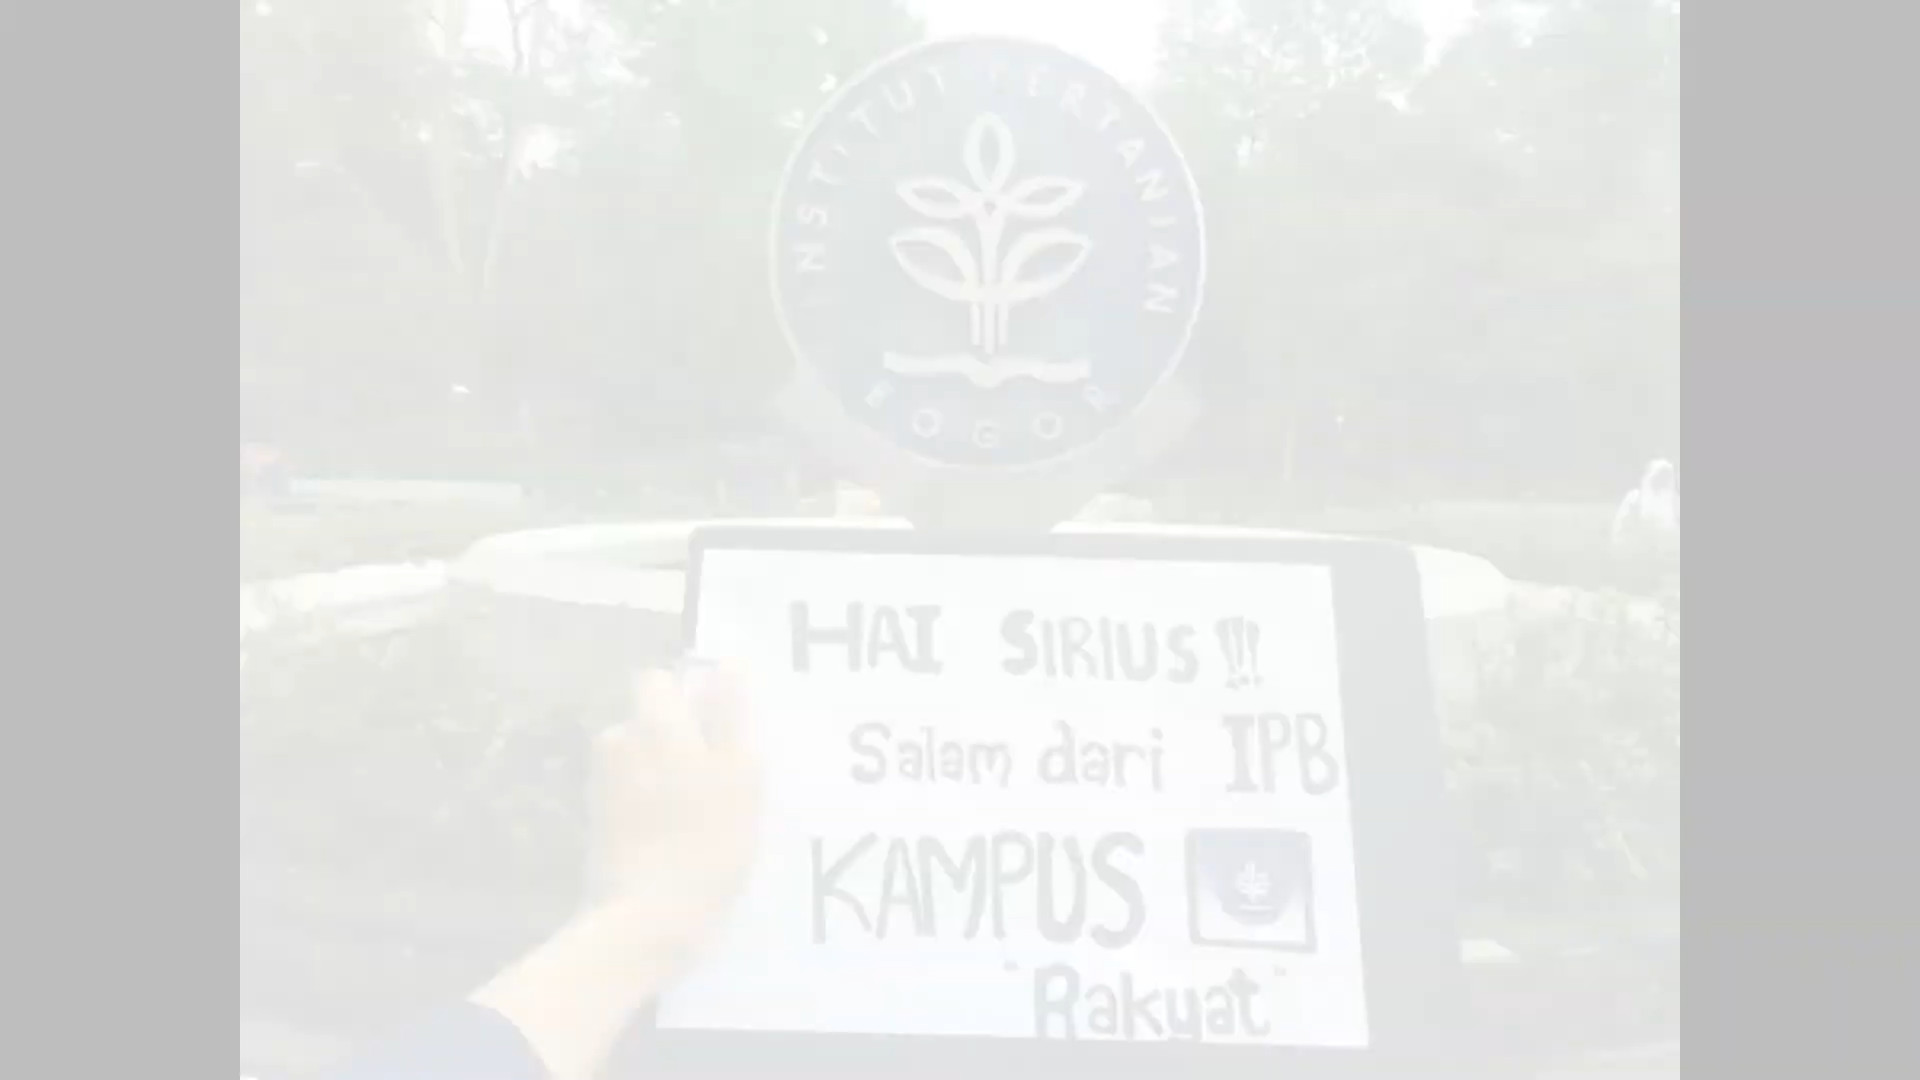 INSTITUT PERTANIAN
BOGOR
HAI SIRIUS !!!
Salam dari IPB
KAMPUS
"Rakyat"